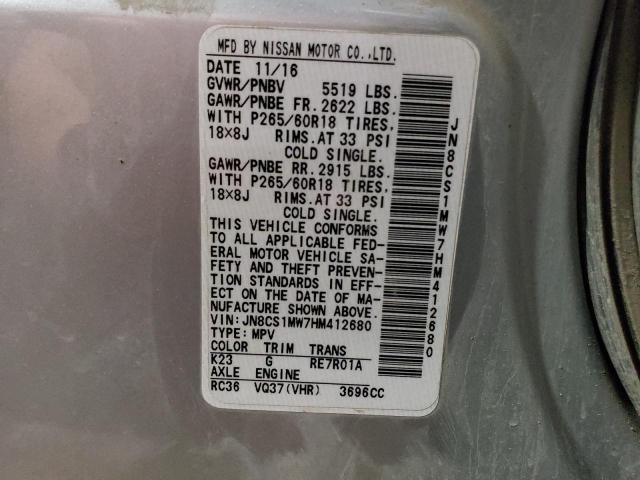 MFD BY NISSAN MOTOR CO.,LTD.
DATE 11/16
GVWR/PNBV 5519 LBS.
GAWR/PNBE FR. 2622 LBS.
WITH P265/60R18 TIRES,
18×8J RIMS. AT 33 PSI
COLD SINGLE.
GAWR/PNBE RR. 2915 LBS.
WITH P265/60R18 TIRES,
18×8J RIMS. AT 33 PSI
COLD SINGLE.
THIS VEHICLE CONFORMS
TO ALL APPLICABLE FED-
ERAL MOTOR VEHICLE SA-
FETY AND THEFT PREVEN-
TION STANDARDS IN EFF-
ECT ON THE DATE OF MA-
NUFACTURE SHOWN ABOVE.
VIN: JN8CS1MW7HM412680
TYPE: MPV
COLOR TRIM TRANS
K23 G RE7R01A
AXLE ENGINE
RC36 VQ37(VHR) 3696CC
JN8CS1MW7HM412680